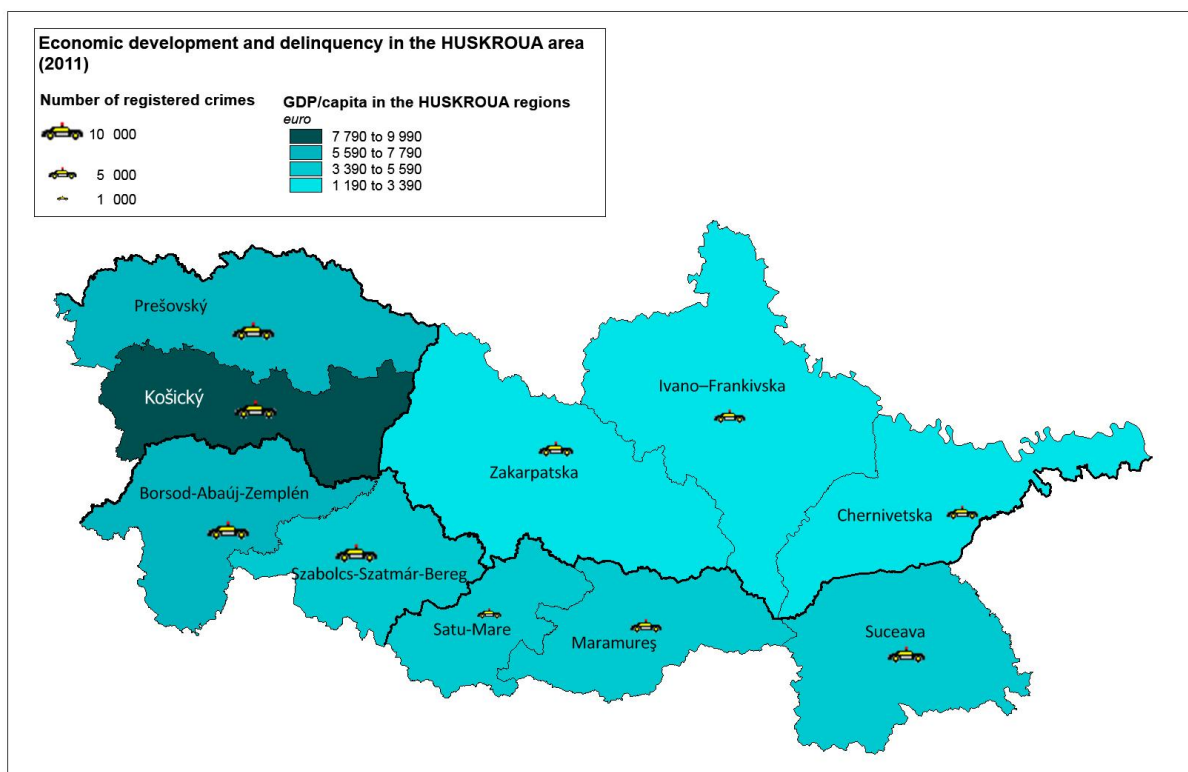 Economic development and delinquency in the HUSKROUA area
(2011)
Number of registered crimes
10 000
5 000
1 000
GDP/capita in the HUSKROUA regions
euro
7 790 to 9 990
5 590 to 7 790
3 390 to 5 590
1 190 to 3 390
Prešovský
Košický
Ivano–Frankivska
Zakarpatska
Borsod-Abaúj-Zemplén
Chernivetska
Szabolcs-Szatmár-Bereg
Satu-Mare
Maramureş
Suceava